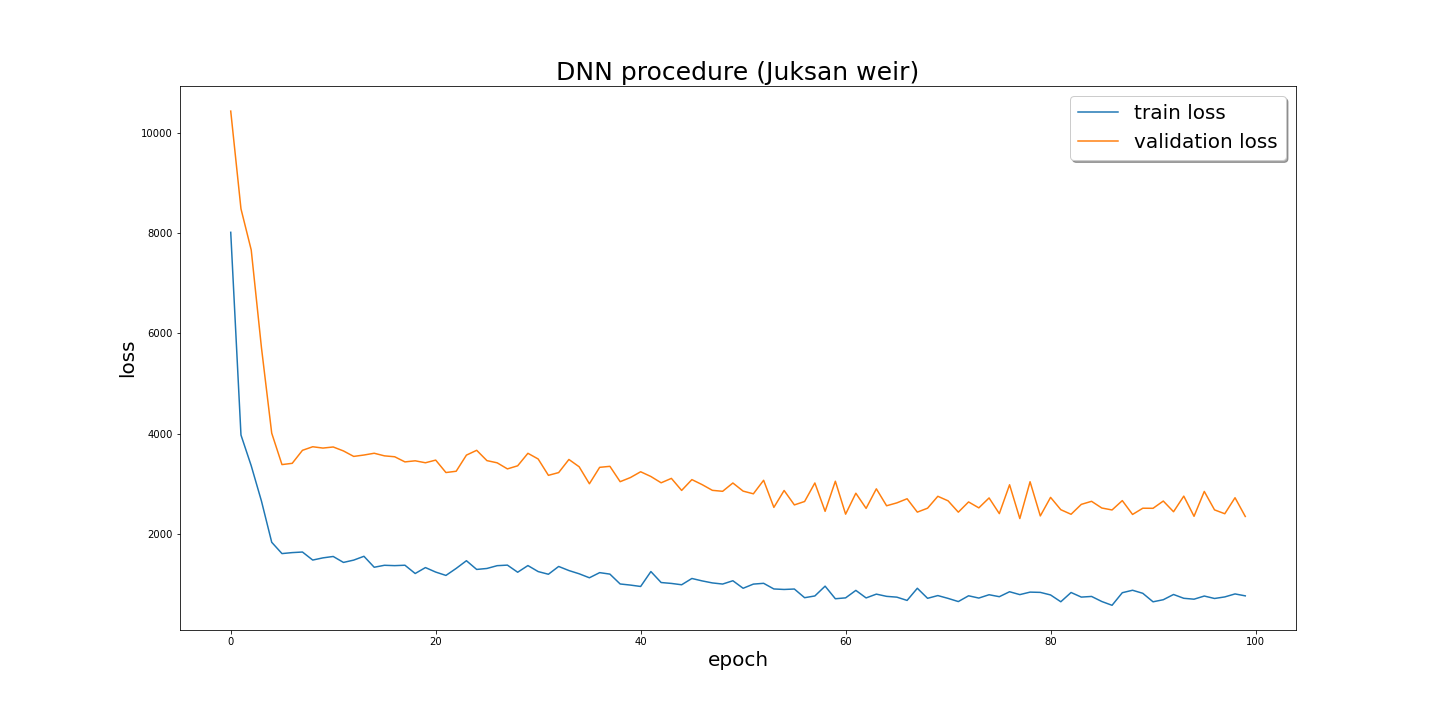 DNN procedure (Juksan weir)
train loss
validation loss
10000
8000
6000
4000
2000
loss
0 20 40 60 80 100
epoch